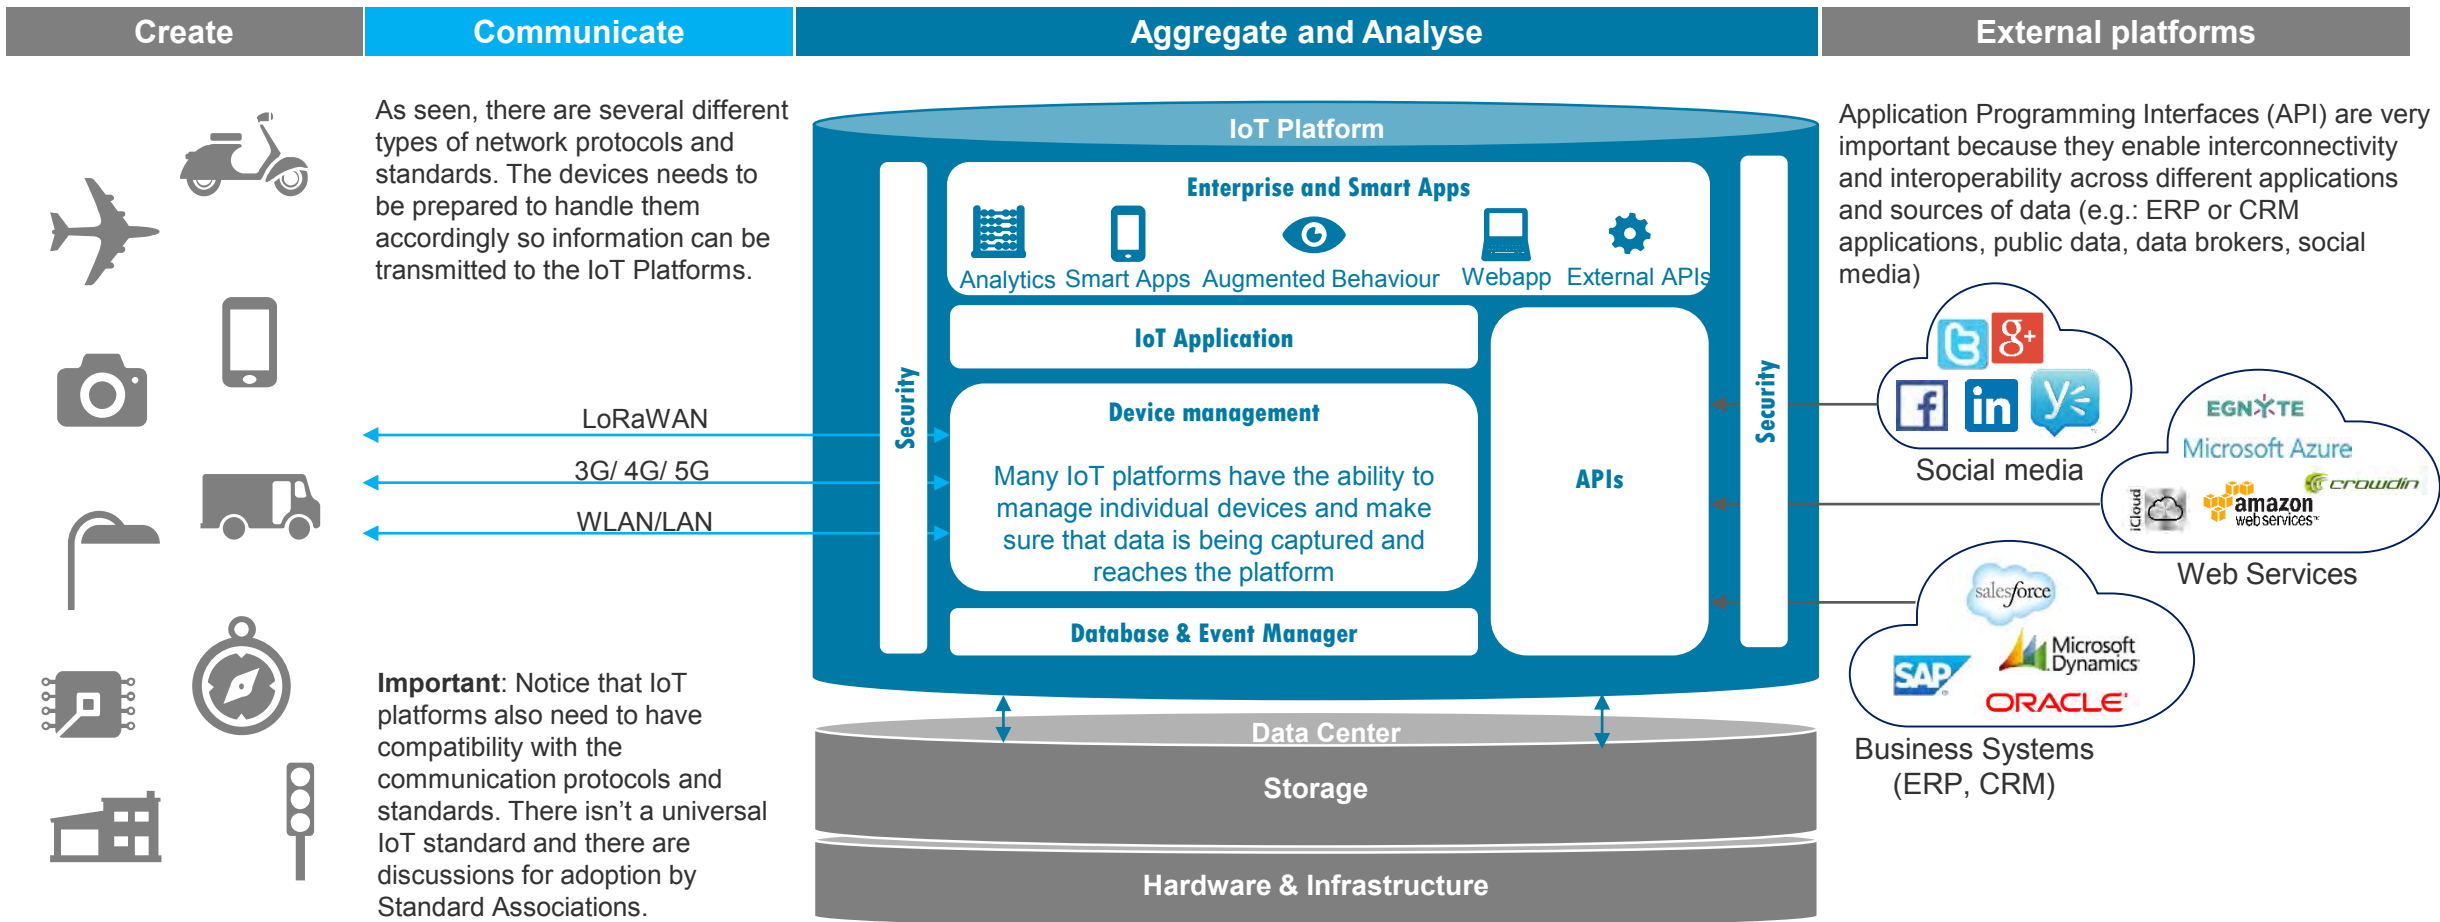 Create
Communicate
Aggregate and Analyse
External platforms
As seen, there are several different
types of network protocols and
standards. The devices needs to
be prepared to handle them
accordingly so information can be
transmitted to the IoT Platforms.
LoRaWAN
3G/ 4G/ 5G
WLAN/LAN
Important: Notice that IoT
platforms also need to have
compatibility with the
communication protocols and
standards. There isn’t a universal
IoT standard and there are
discussions for adoption by
Standard Associations.
IoT Platform
Security
Enterprise and Smart Apps
Analytics
Smart Apps
Augmented Behaviour
Webapp
External APIs
IoT Application
Device management
Many IoT platforms have the ability to
manage individual devices and make
sure that data is being captured and
reaches the platform
Database & Event Manager
APIs
Security
Data Center
Storage
Hardware & Infrastructure
Application Programming Interfaces (API) are very
important because they enable interconnectivity
and interoperability across different applications
and sources of data (e.g.: ERP or CRM
applications, public data, data brokers, social
media)
g+
f
in
Social media
EGNYTE
Microsoft Azure
crowdin
iCloud
amazon
webservices™
Web Services
salesforce
Microsoft
Dynamics
SAP
ORACLE
Business Systems
(ERP, CRM)